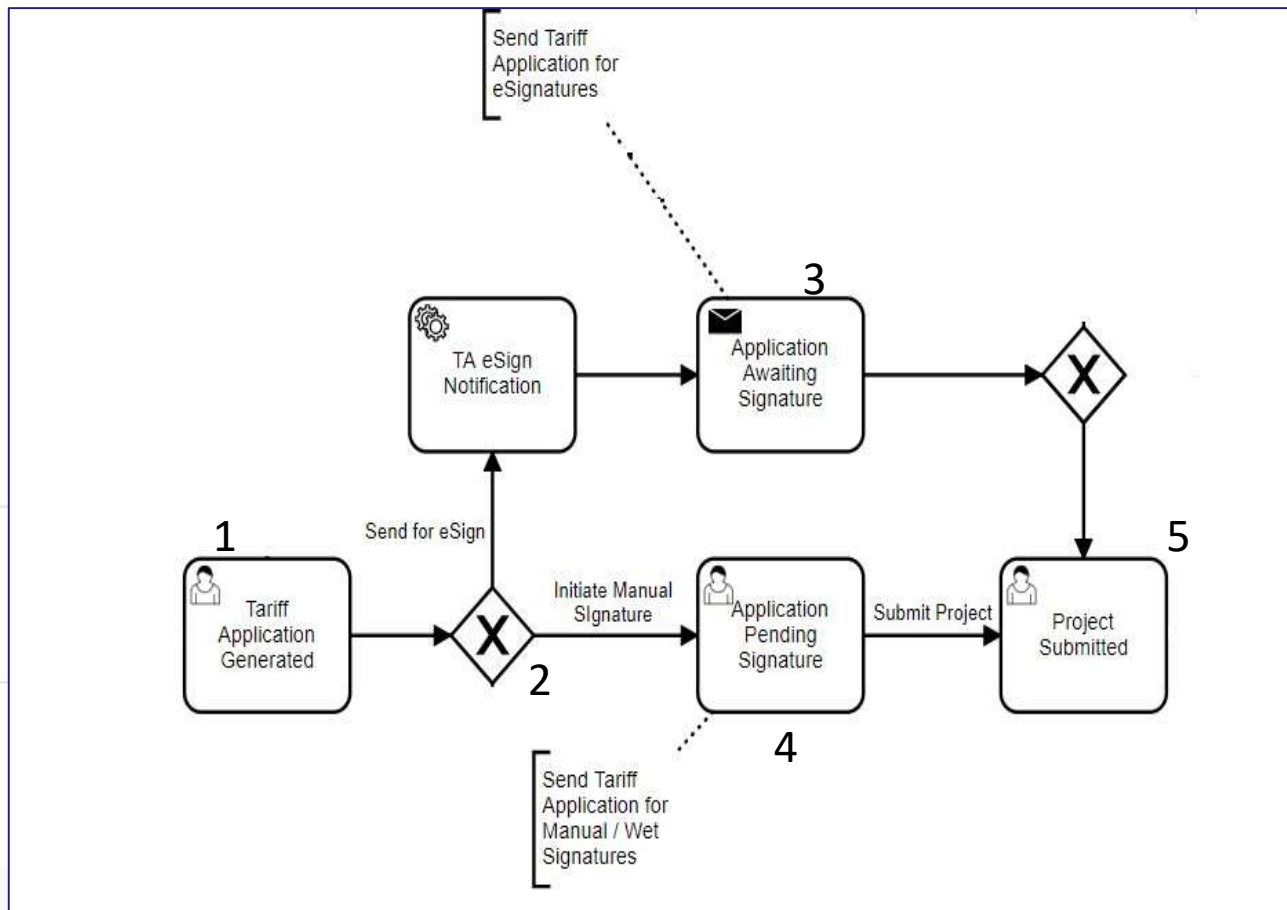 Send Tariff
Application for
eSignatures
3
TA eSign
Notification
Application
Awaiting
Signature
X
Send for eSign
1
Tariff
Application
Generated
X
2
Initiate Manual
SIgnature
Application
Pending
Signature
4
Submit Project
5
Project
Submitted
Send Tariff
Application for
Manual / Wet
Signatures